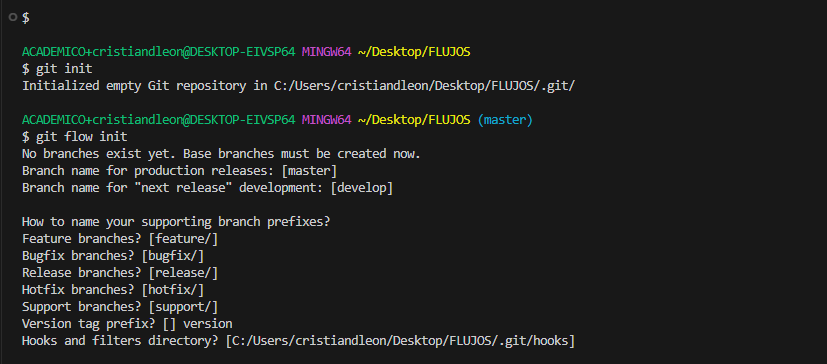 $
ACADEMICO+cristiandleon@DESKTOP-EIVSP64 MINGW64 ~/Desktop/FLUJOS
$ git init
Initialized empty Git repository in C:/Users/cristiandleon/Desktop/FLUJOS/.git/
ACADEMICO+cristiandleon@DESKTOP-EIVSP64 MINGW64 ~/Desktop/FLUJOS (master)
$ git flow init
No branches exist yet. Base branches must be created now.
Branch name for production releases: [master]
Branch name for "next release" development: [develop]
How to name your supporting branch prefixes?
Feature branches? [feature/]
Bugfix branches? [bugfix/]
Release branches? [release/]
Hotfix branches? [hotfix/]
Support branches? [support/]
Version tag prefix? [] version
Hooks and filters directory? [C:/Users/cristiandleon/Desktop/FLUJOS/.git/hooks]